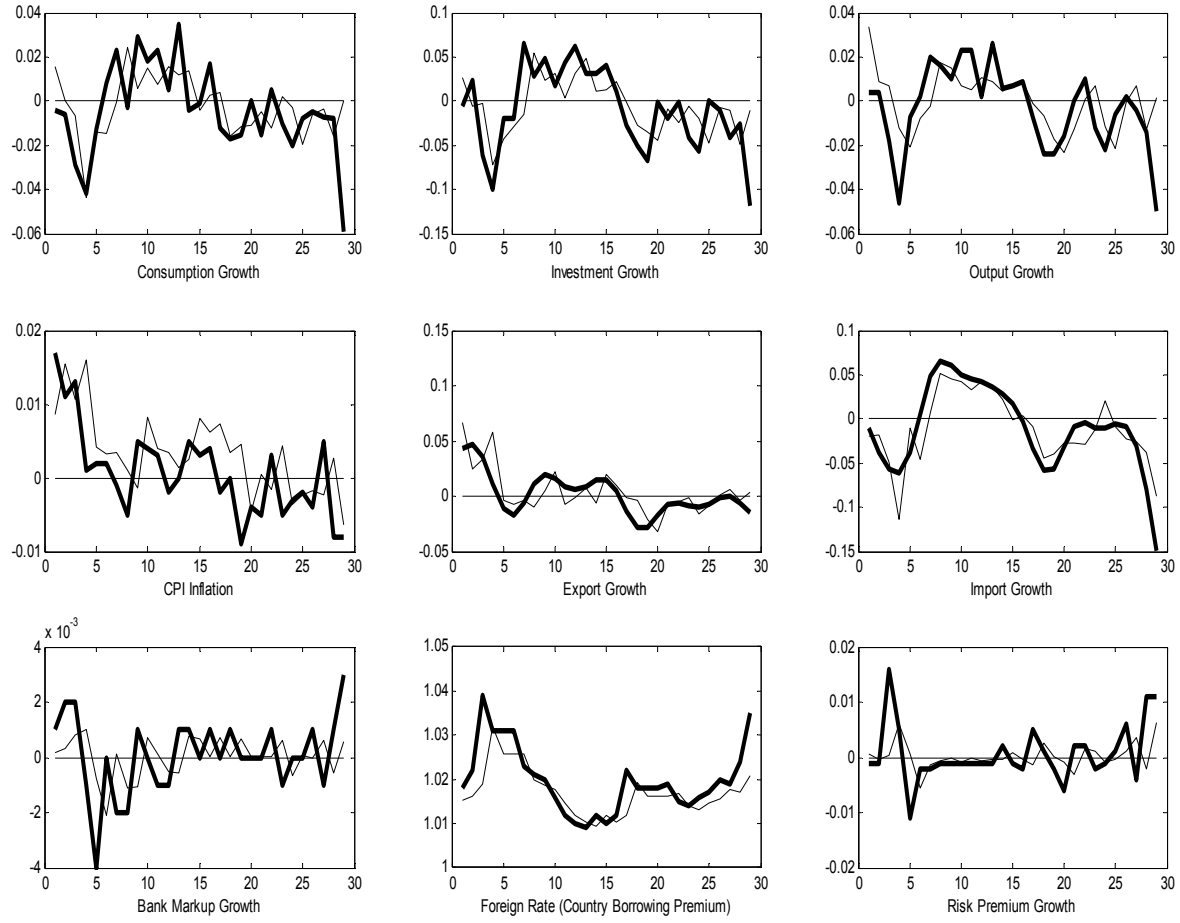 0.04
0.02
0
-0.02
-0.04
-0.06
0 5 10 15 20 25 30
Consumption Growth
0.1
0.05
0
-0.05
-0.1
-0.15
0 5 10 15 20 25 30
Investment Growth
0.04
0.02
0
-0.02
-0.04
-0.06
0 5 10 15 20 25 30
Output Growth
0.02
0.01
0
-0.01
0 5 10 15 20 25 30
CPI Inflation
0.15
0.1
0.05
0
-0.05
0 5 10 15 20 25 30
Export Growth
0.1
0.05
0
-0.05
-0.1
-0.15
0 5 10 15 20 25 30
Import Growth
x 10^-3
4
2
0
-2
-4
0 5 10 15 20 25 30
Bank Markup Growth
1.05
1.04
1.03
1.02
1.01
1
0 5 10 15 20 25 30
Foreign Rate (Country Borrowing Premium)
0.02
0.01
0
-0.01
-0.02
0 5 10 15 20 25 30
Risk Premium Growth